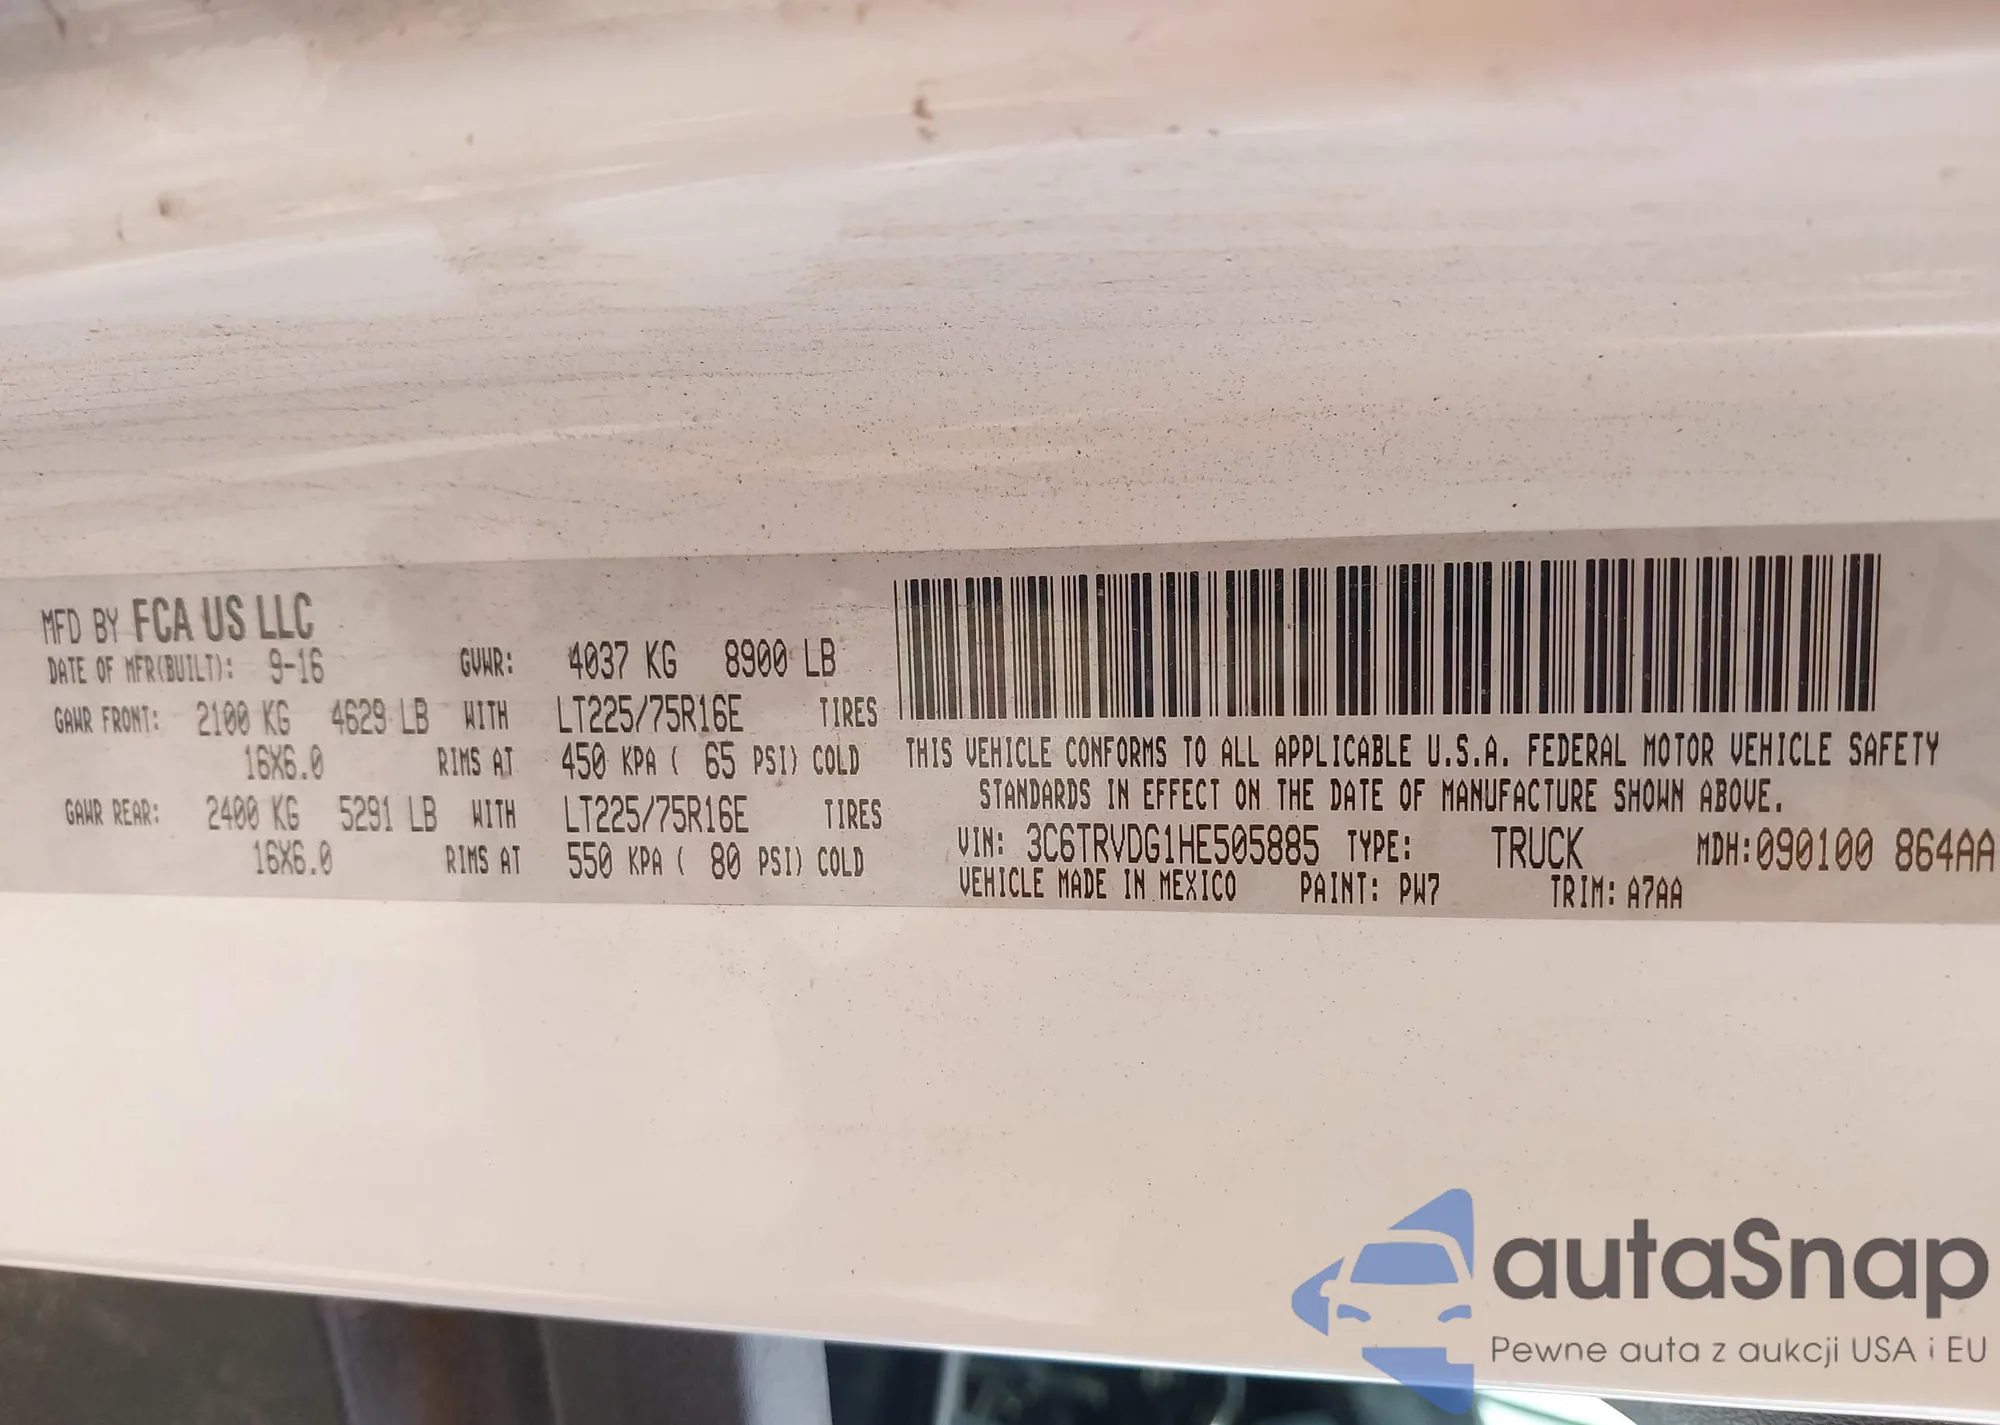 MFD BY FCA US LLC
DATE OF MFR(BUILT): 9-16 GVWR: 4037 KG 8900 LB
GAWR FRONT: 2100 KG 4629 LB WITH LT225/75R16E TIRES
16X6.0 RIMS AT 450 KPA ( 65 PSI) COLD
GAWR REAR: 2400 KG 5291 LB WITH LT225/75R16E TIRES
16X6.0 RIMS AT 550 KPA ( 80 PSI) COLD
THIS VEHICLE CONFORMS TO ALL APPLICABLE U.S.A. FEDERAL MOTOR VEHICLE SAFETY
STANDARDS IN EFFECT ON THE DATE OF MANUFACTURE SHOWN ABOVE.
VIN: 3C6TRVDG1HE505885 TYPE: TRUCK MDH:090100 864AA
VEHICLE MADE IN MEXICO PAINT: PW7 TRIM: A7AA
autaSnap
Pewne auta z aukcji USA i EU